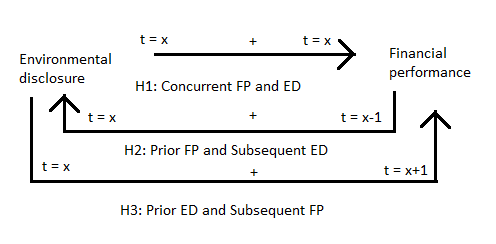 t = x + t = x
Environmental
disclosure
Financial
performance
H1: Concurrent FP and ED
t = x + t = x-1
H2: Prior FP and Subsequent ED
t = x + t = x+1
H3: Prior ED and Subsequent FP